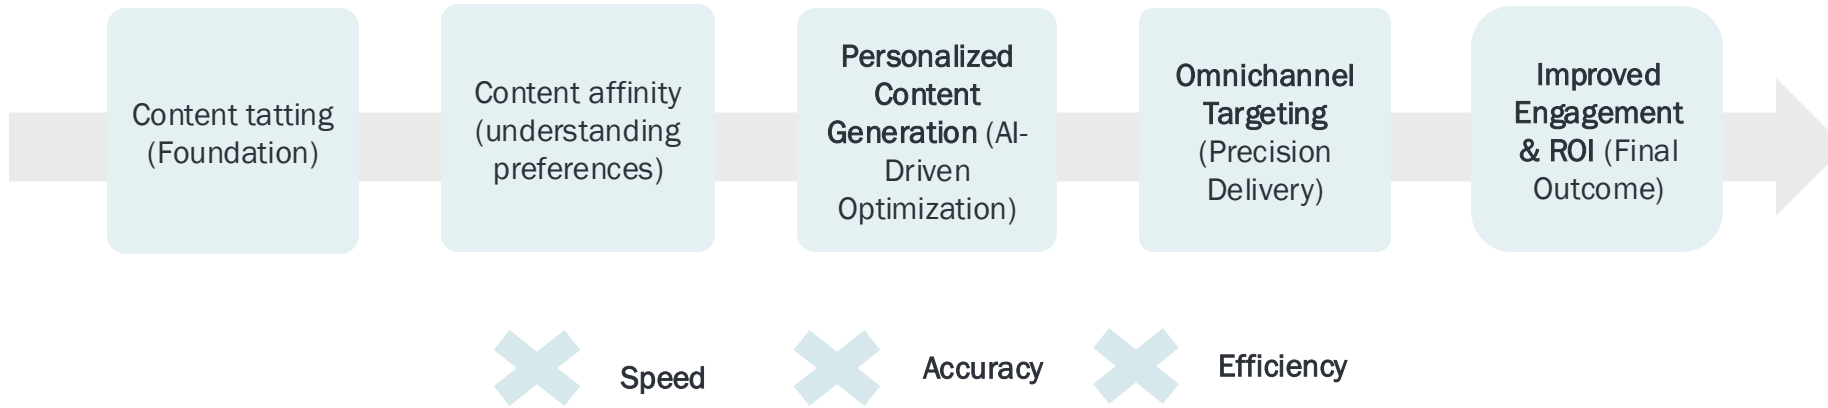 Content tatting
(Foundation)
Content affinity
(understanding
preferences)
Personalized
Content
Generation (AI-
Driven
Optimization)
Omnichannel
Targeting
(Precision
Delivery)
Improved
Engagement
& ROI (Final
Outcome)
Speed
Accuracy
Efficiency